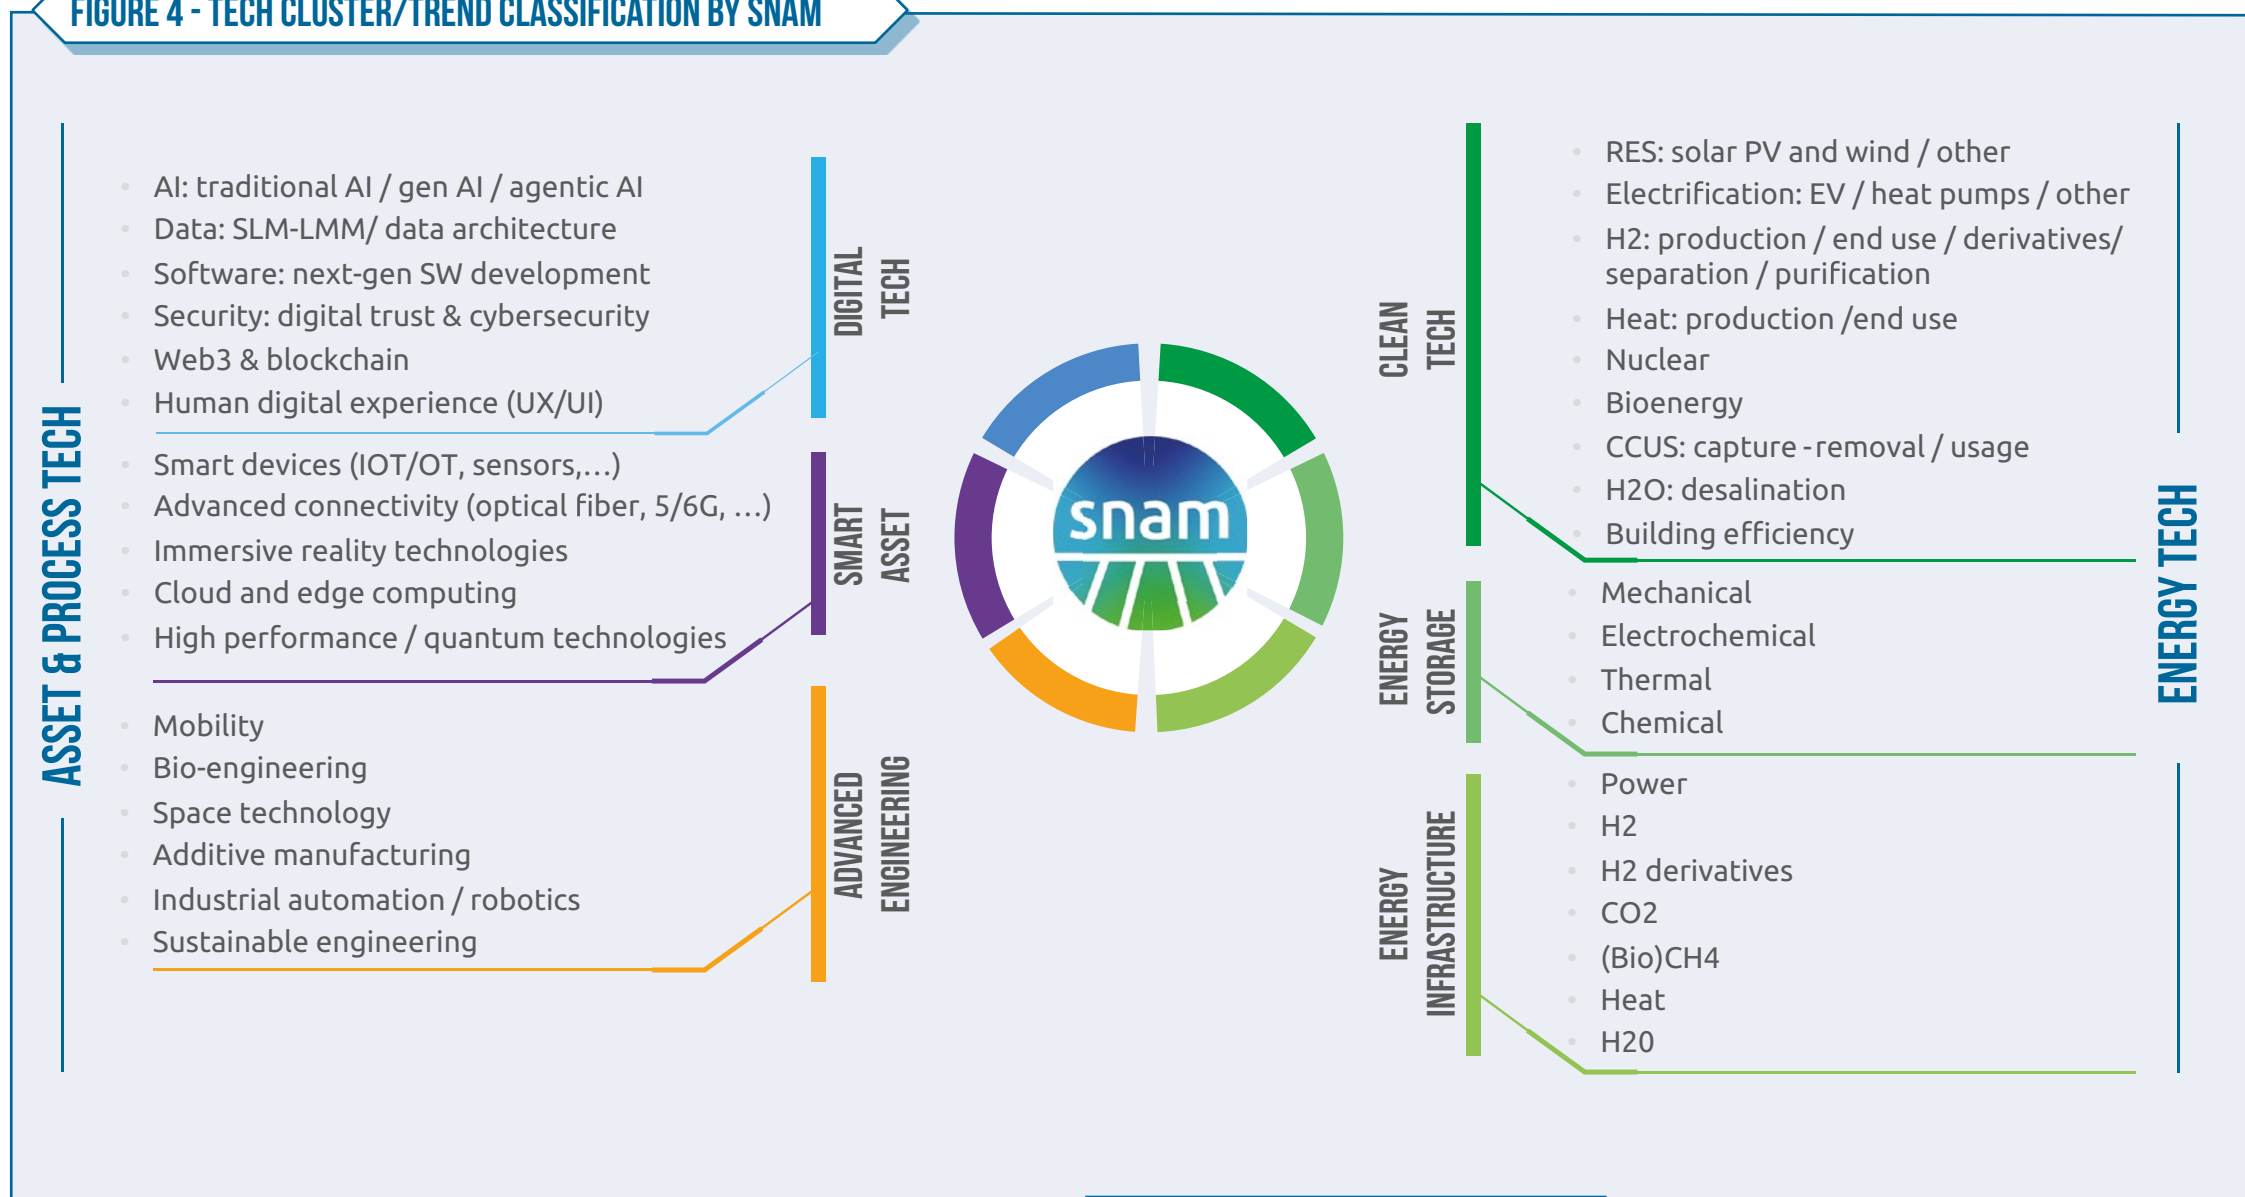 FIGURE 4 - TECH CLUSTER/TREND CLASSIFICATION BY SNAM
ASSET & PROCESS TECH
AI: traditional AI / gen AI / agentic AI
Data: SLM-LMM/ data architecture
Software: next-gen SW development
Security: digital trust & cybersecurity
Web3 & blockchain
Human digital experience (UX/UI)
DIGITAL
TECH
Smart devices (IOT/OT, sensors,...)
Advanced connectivity (optical fiber, 5/6G, ...)
Immersive reality technologies
Cloud and edge computing
High performance / quantum technologies
SMART
ASSET
Mobility
Bio-engineering
Space technology
Additive manufacturing
Industrial automation / robotics
Sustainable engineering
ADVANCED
ENGINEERING
snam
CLEAN
TECH
RES: solar PV and wind / other
Electrification: EV / heat pumps / other
H2: production / end use / derivatives/
separation / purification
Heat: production /end use
Nuclear
Bioenergy
CCUS: capture - removal / usage
H2O: desalination
Building efficiency
ENERGY
STORAGE
Mechanical
Electrochemical
Thermal
Chemical
ENERGY
INFRASTRUCTURE
Power
H2
H2 derivatives
CO2
(Bio)CH4
Heat
H20
ENERGY TECH